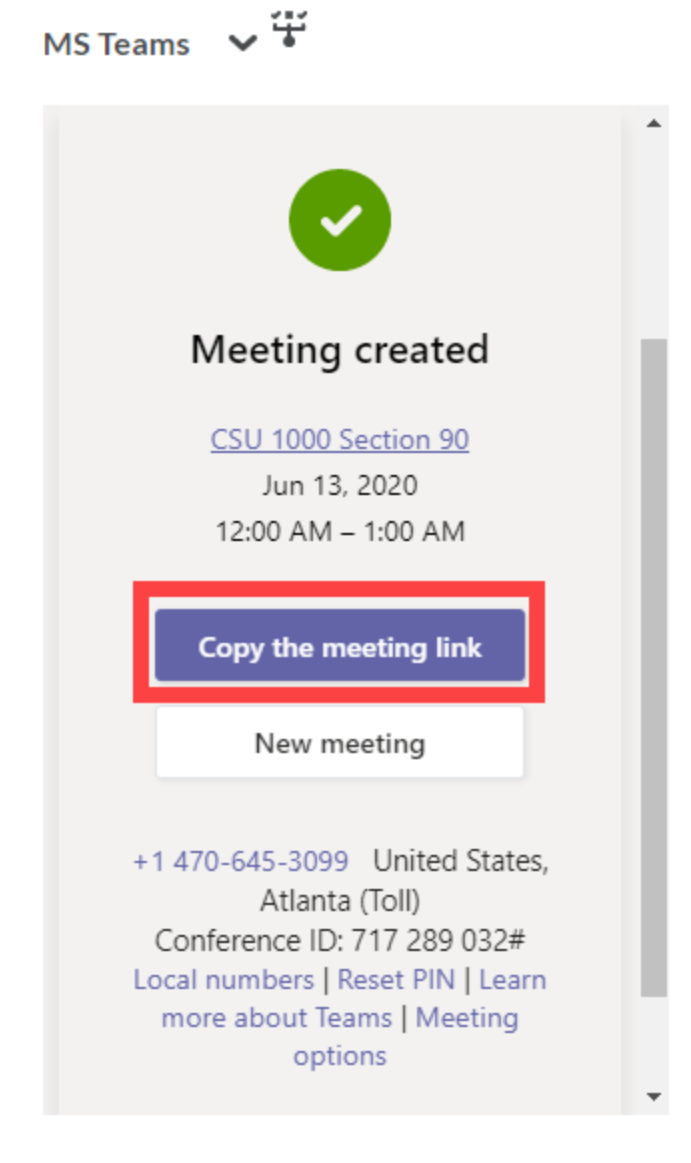 MS Teams
Meeting created
CSU 1000 Section 90
Jun 13, 2020
12:00 AM – 1:00 AM
Copy the meeting link
New meeting
+1 470-645-3099 United States,
Atlanta (Toll)
Conference ID: 717 289 032#
Local numbers | Reset PIN | Learn
more about Teams | Meeting
options